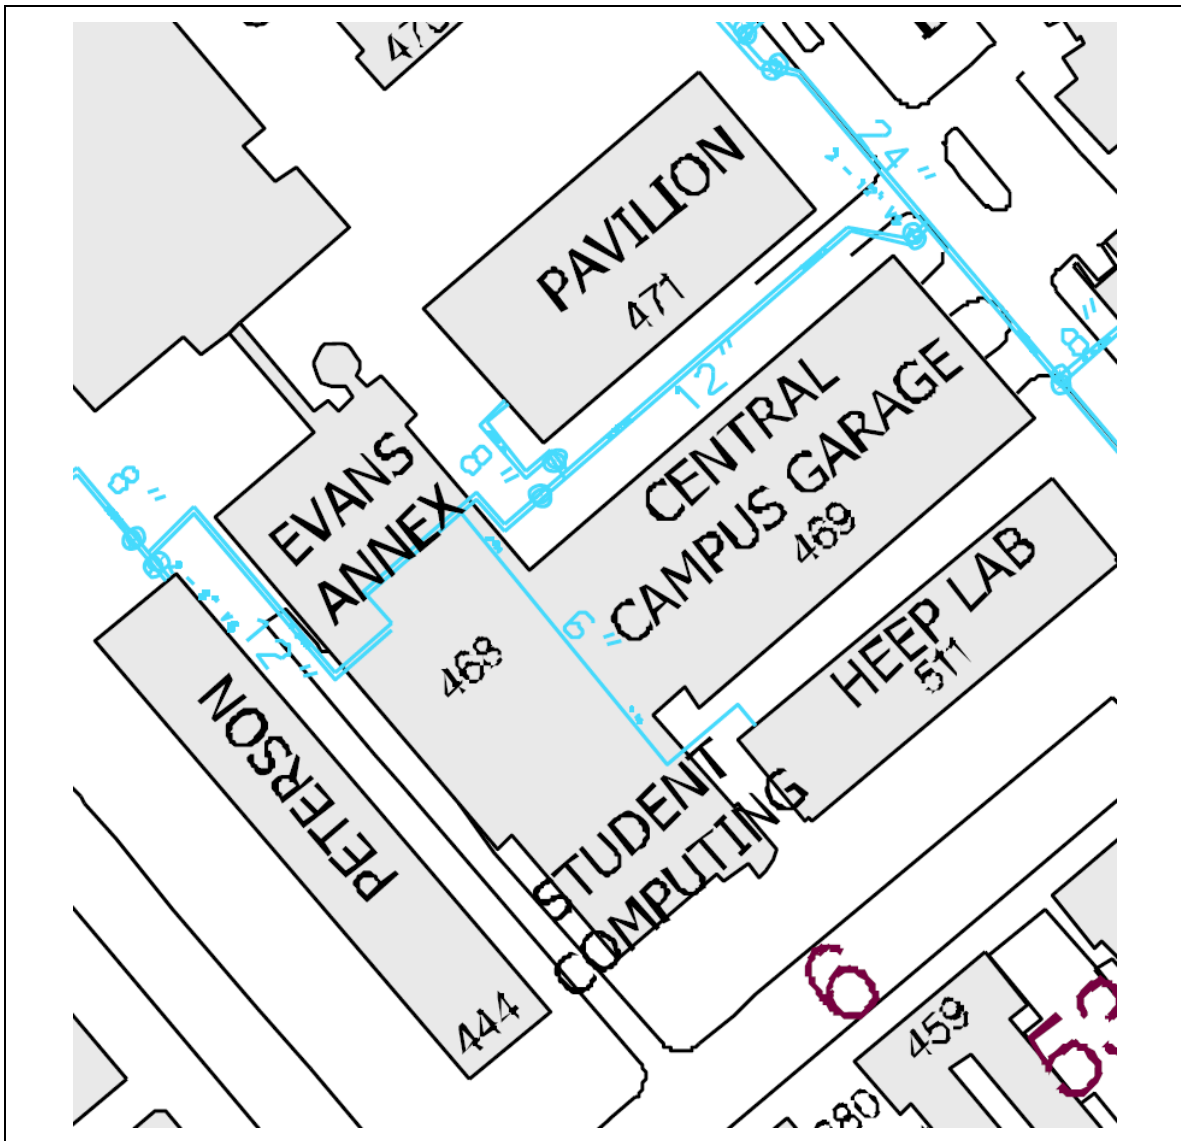 24"
PAVILION
471
12"
8"
CENTRAL
CAMPUS GARAGE
469
8"
8"
EVANS
ANNEX
HEEP LAB
511
6"
468
12"
PETERSON
STUDENT
COMPUTING
444
6
459